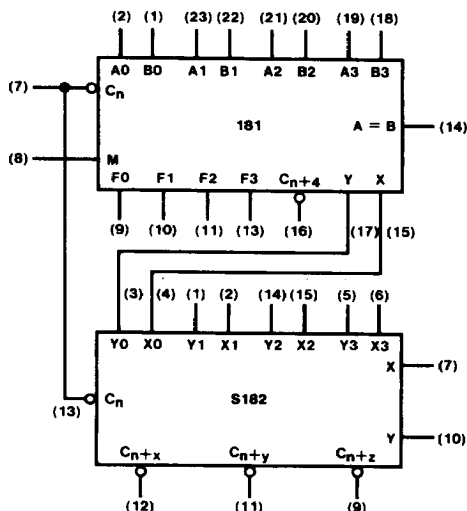 (2) (1) (23) (22) (21) (20) (19) (18)
A0 B0 A1 B1 A2 B2 A3 B3
(7) Cn
181 A = B (14)
(8) M
F0 F1 F2 F3 Cn+4 Y X
(9) (10) (11) (13) (16) (17) (15)
(3) (4) (1) (2) (14) (15) (5) (6)
Y0 X0 Y1 X1 Y2 X2 Y3 X3
X (7)
(13) Cn S182
Y (10)
Cn+x Cn+y Cn+z
(12) (11) (9)